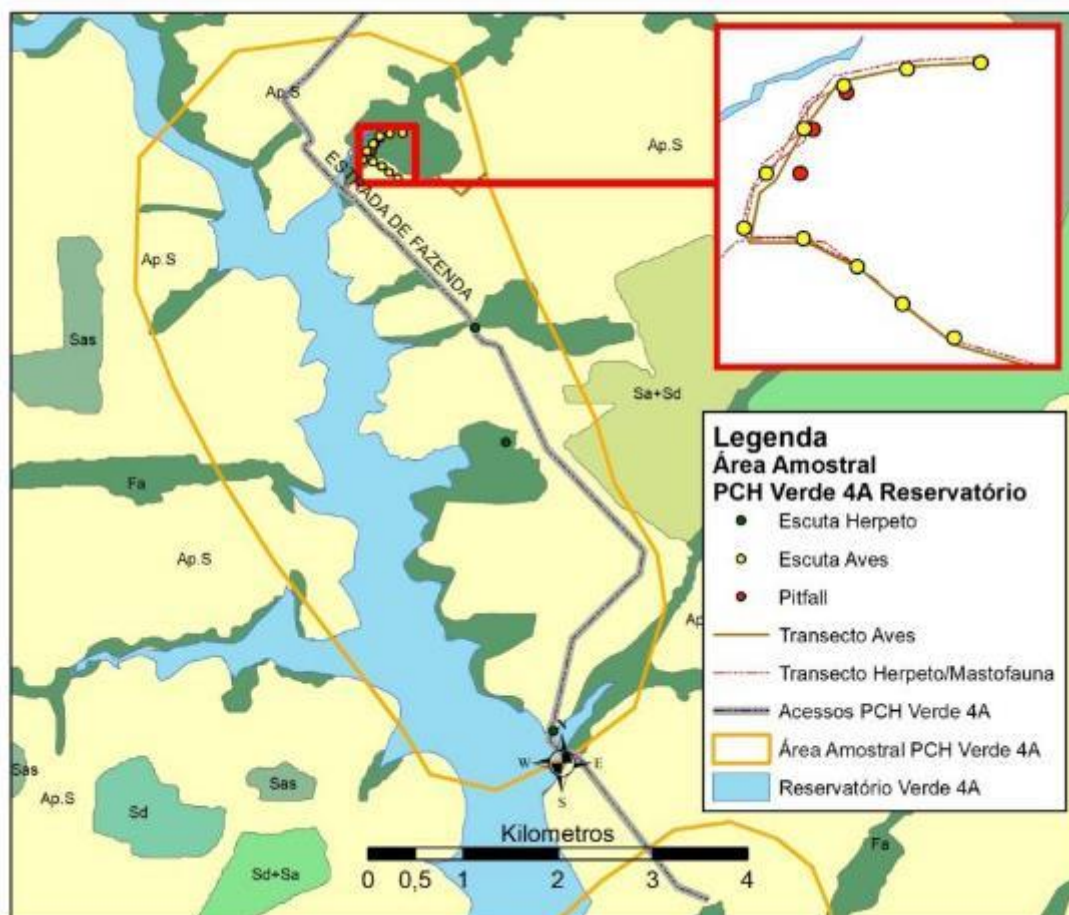 Ap.S
Ap.S
ESTRADA DE FAZENDA
Ap.S
Sas
Sa+Sd
Fa
Ap.S
Ap
Sas
Ap.S
Sas
Sd
Sd+Sa
Fa
N
W
E
S
Kilometros
0 0,5 1 2 3 4
Legenda
Área Amostral
PCH Verde 4A Reservatório
Escuta Herpeto
Escuta Aves
Pitfall
Transecto Aves
Transecto Herpeto/Mastofauna
Acessos PCH Verde 4A
Área Amostral PCH Verde 4A
Reservatório Verde 4A